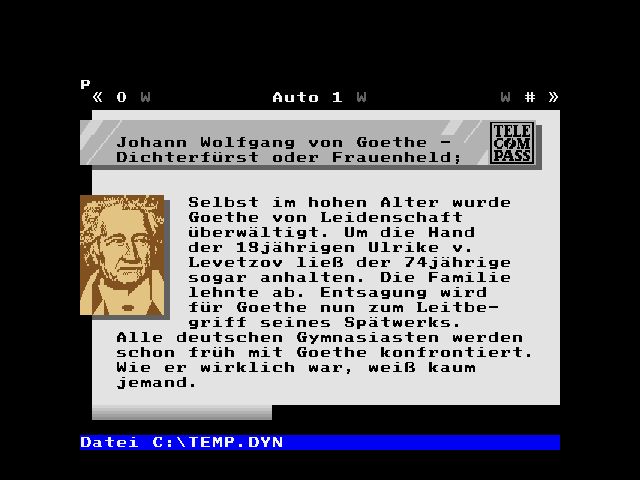 P
« 0 W Auto 1 W W # »
Johann Wolfgang von Goethe -
Dichterfürst oder Frauenheld;
TELE
COM
PASS
Selbst im hohen Alter wurde
Goethe von Leidenschaft
überwältigt. Um die Hand
der 18jährigen Ulrike v.
Levetzov ließ der 74jährige
sogar anhalten. Die Familie
lehnte ab. Entsagung wird
für Goethe nun zum Leitbe-
griff seines Spätwerks.
Alle deutschen Gymnasiasten werden
schon früh mit Goethe konfrontiert.
Wie er wirklich war, weiß kaum
jemand.
Datei C:\TEMP.DYN